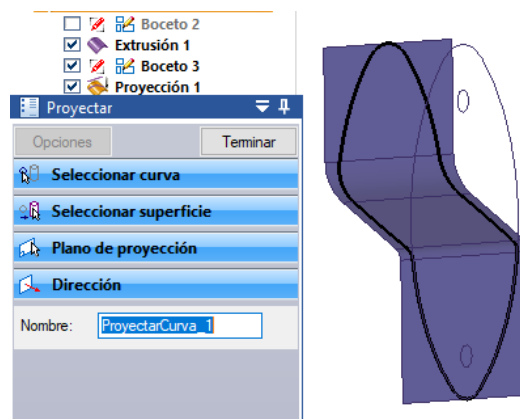 Boceto 2
Extrusión 1
Boceto 3
Proyección 1
Proyectar
Opciones Terminar
Seleccionar curva
Seleccionar superficie
Plano de proyección
Dirección
Nombre: ProyectarCurva_1